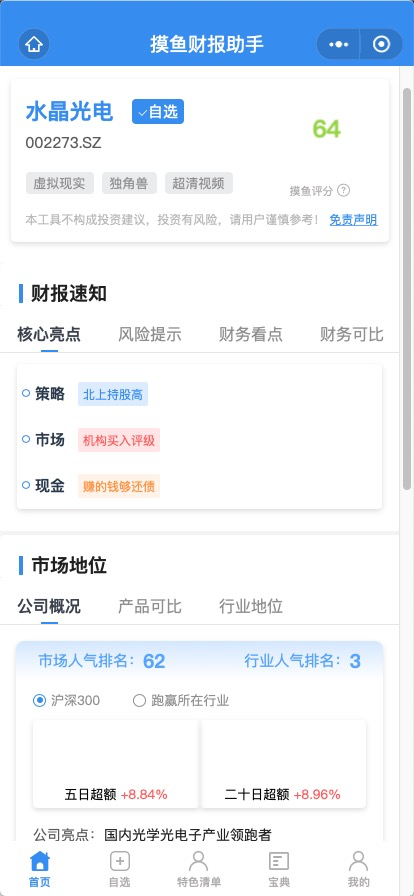 摸鱼财报助手
水晶光电 ✓自选
002273.SZ
64
虚拟现实 独角兽 超清视频
摸鱼评分 ?
本工具不构成投资建议，投资有风险，请用户谨慎参考！ 免责声明
财报速知
核心亮点 风险提示 财务看点 财务可比
策略 北上持股高
市场 机构买入评级
现金 赚的钱够还债
市场地位
公司概况 产品可比 行业地位
市场人气排名：62 行业人气排名：3
沪深300 跑赢所在行业
五日超额 +8.84% 二十日超额 +8.96%
公司亮点：国内光学光电子产业领跑者
首页 自选 特色清单 宝典 我的